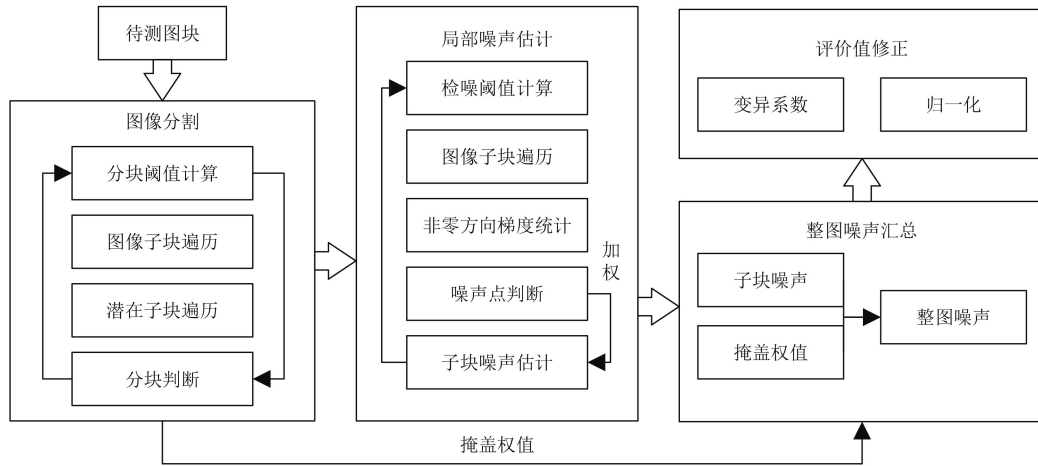 待测图块
图像分割
分块阈值计算
图像子块遍历
潜在子块遍历
分块判断
局部噪声估计
检噪阈值计算
图像子块遍历
非零方向梯度统计
噪声点判断
子块噪声估计
加
权
评价值修正
变异系数
归一化
整图噪声汇总
子块噪声
掩盖权值
整图噪声
掩盖权值